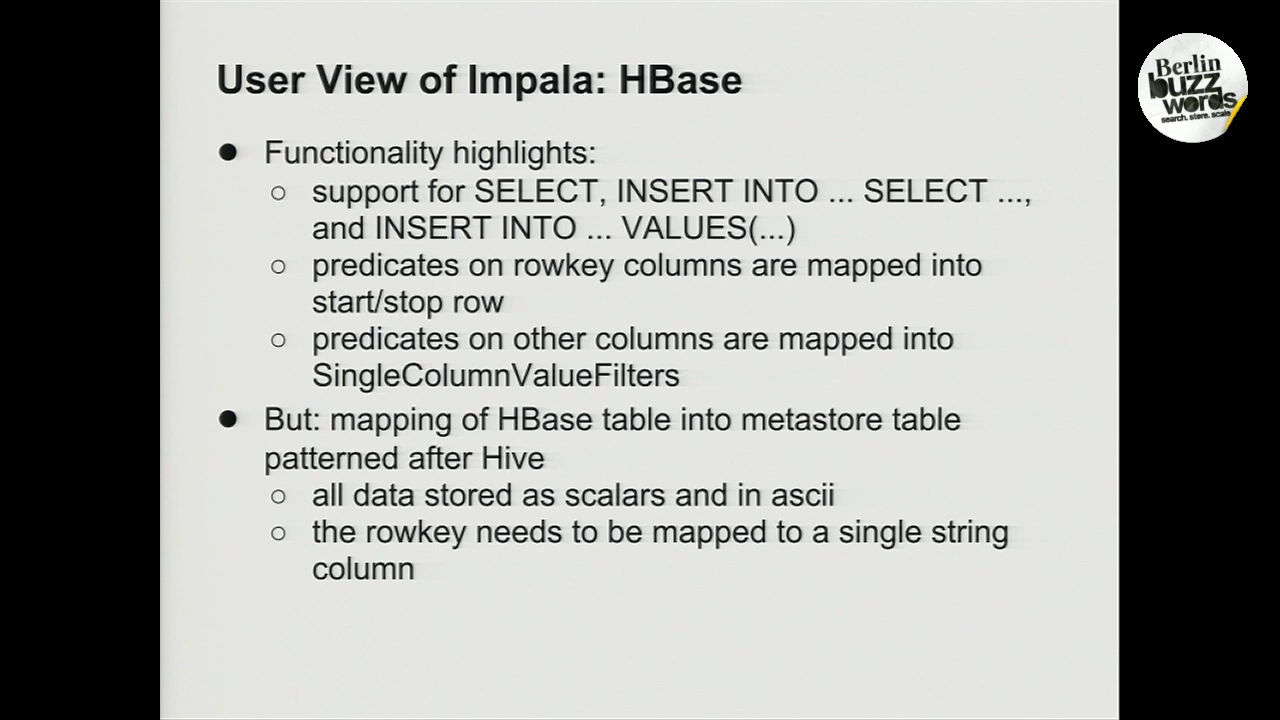 User View of Impala: HBase
● Functionality highlights:
○ support for SELECT, INSERT INTO ... SELECT ...,
and INSERT INTO ... VALUES(...)
○ predicates on rowkey columns are mapped into
start/stop row
○ predicates on other columns are mapped into
SingleColumnValueFilters
● But: mapping of HBase table into metastore table
patterned after Hive
○ all data stored as scalars and in ascii
○ the rowkey needs to be mapped to a single string
column
Berlin
buzz
words
search. store. scale